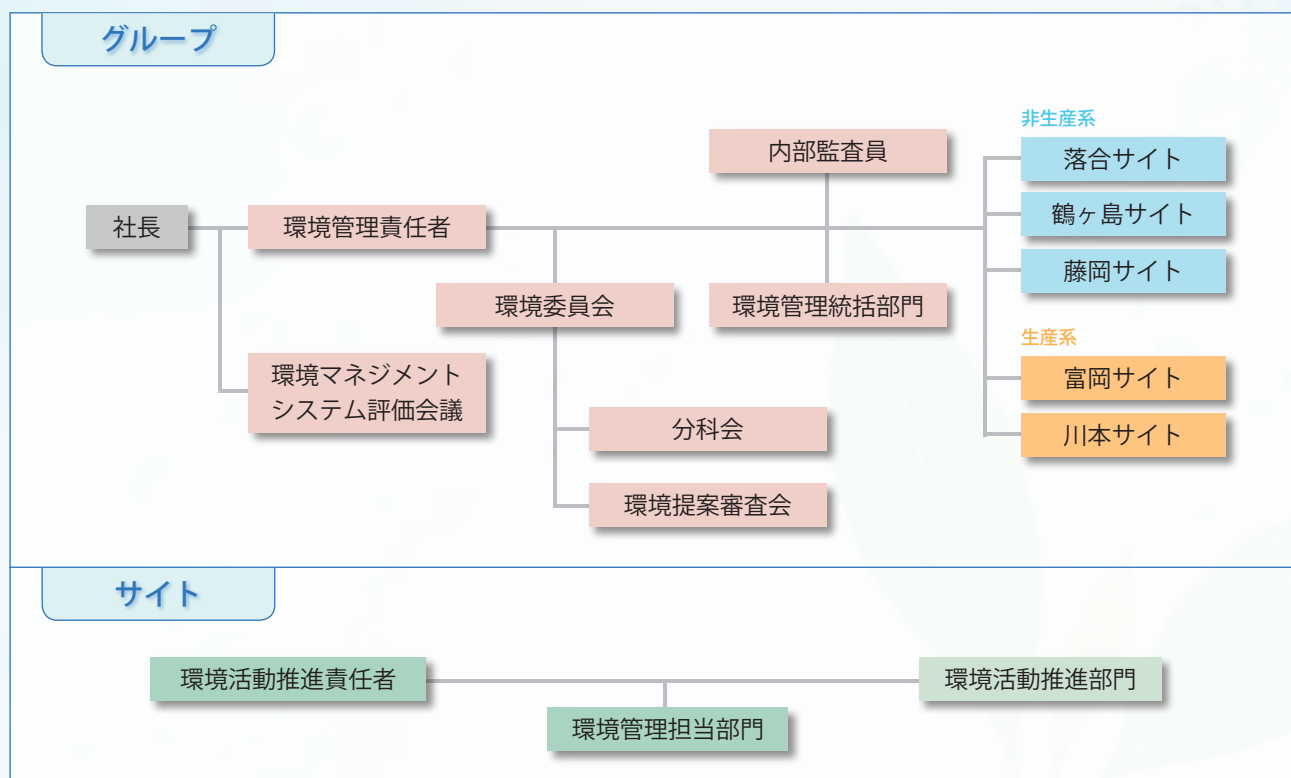 グループ
非生産系
内部監査員
落合サイト
社長
環境管理責任者
鶴ヶ島サイト
藤岡サイト
環境委員会
環境管理統括部門
生産系
環境マネジメント
システム評価会議
富岡サイト
分科会
川本サイト
環境提案審査会
サイト
環境活動推進責任者
環境活動推進部門
環境管理担当部門